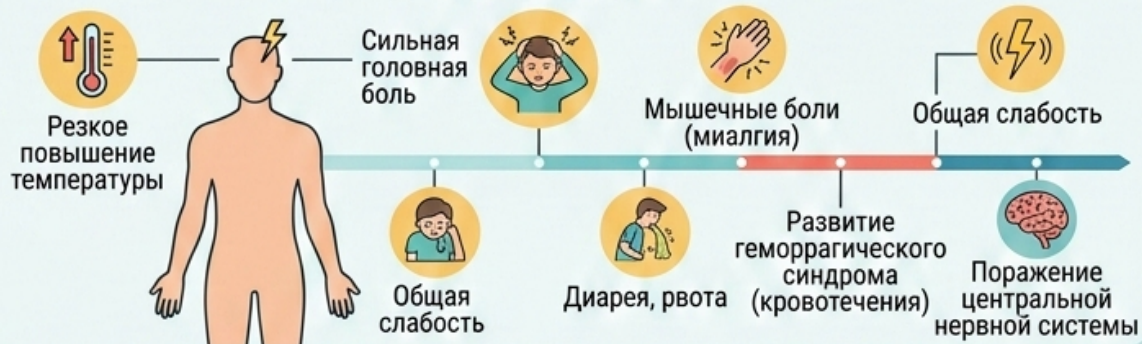 Резкое
повышение
температуры
Сильная
головная
боль
Общая
слабость
Диарея, рвота
Мышечные боли
(миалгия)
Развитие
геморрагического
синдрома
(кровотечения)
Общая слабость
Поражение
центральной
нервной системы